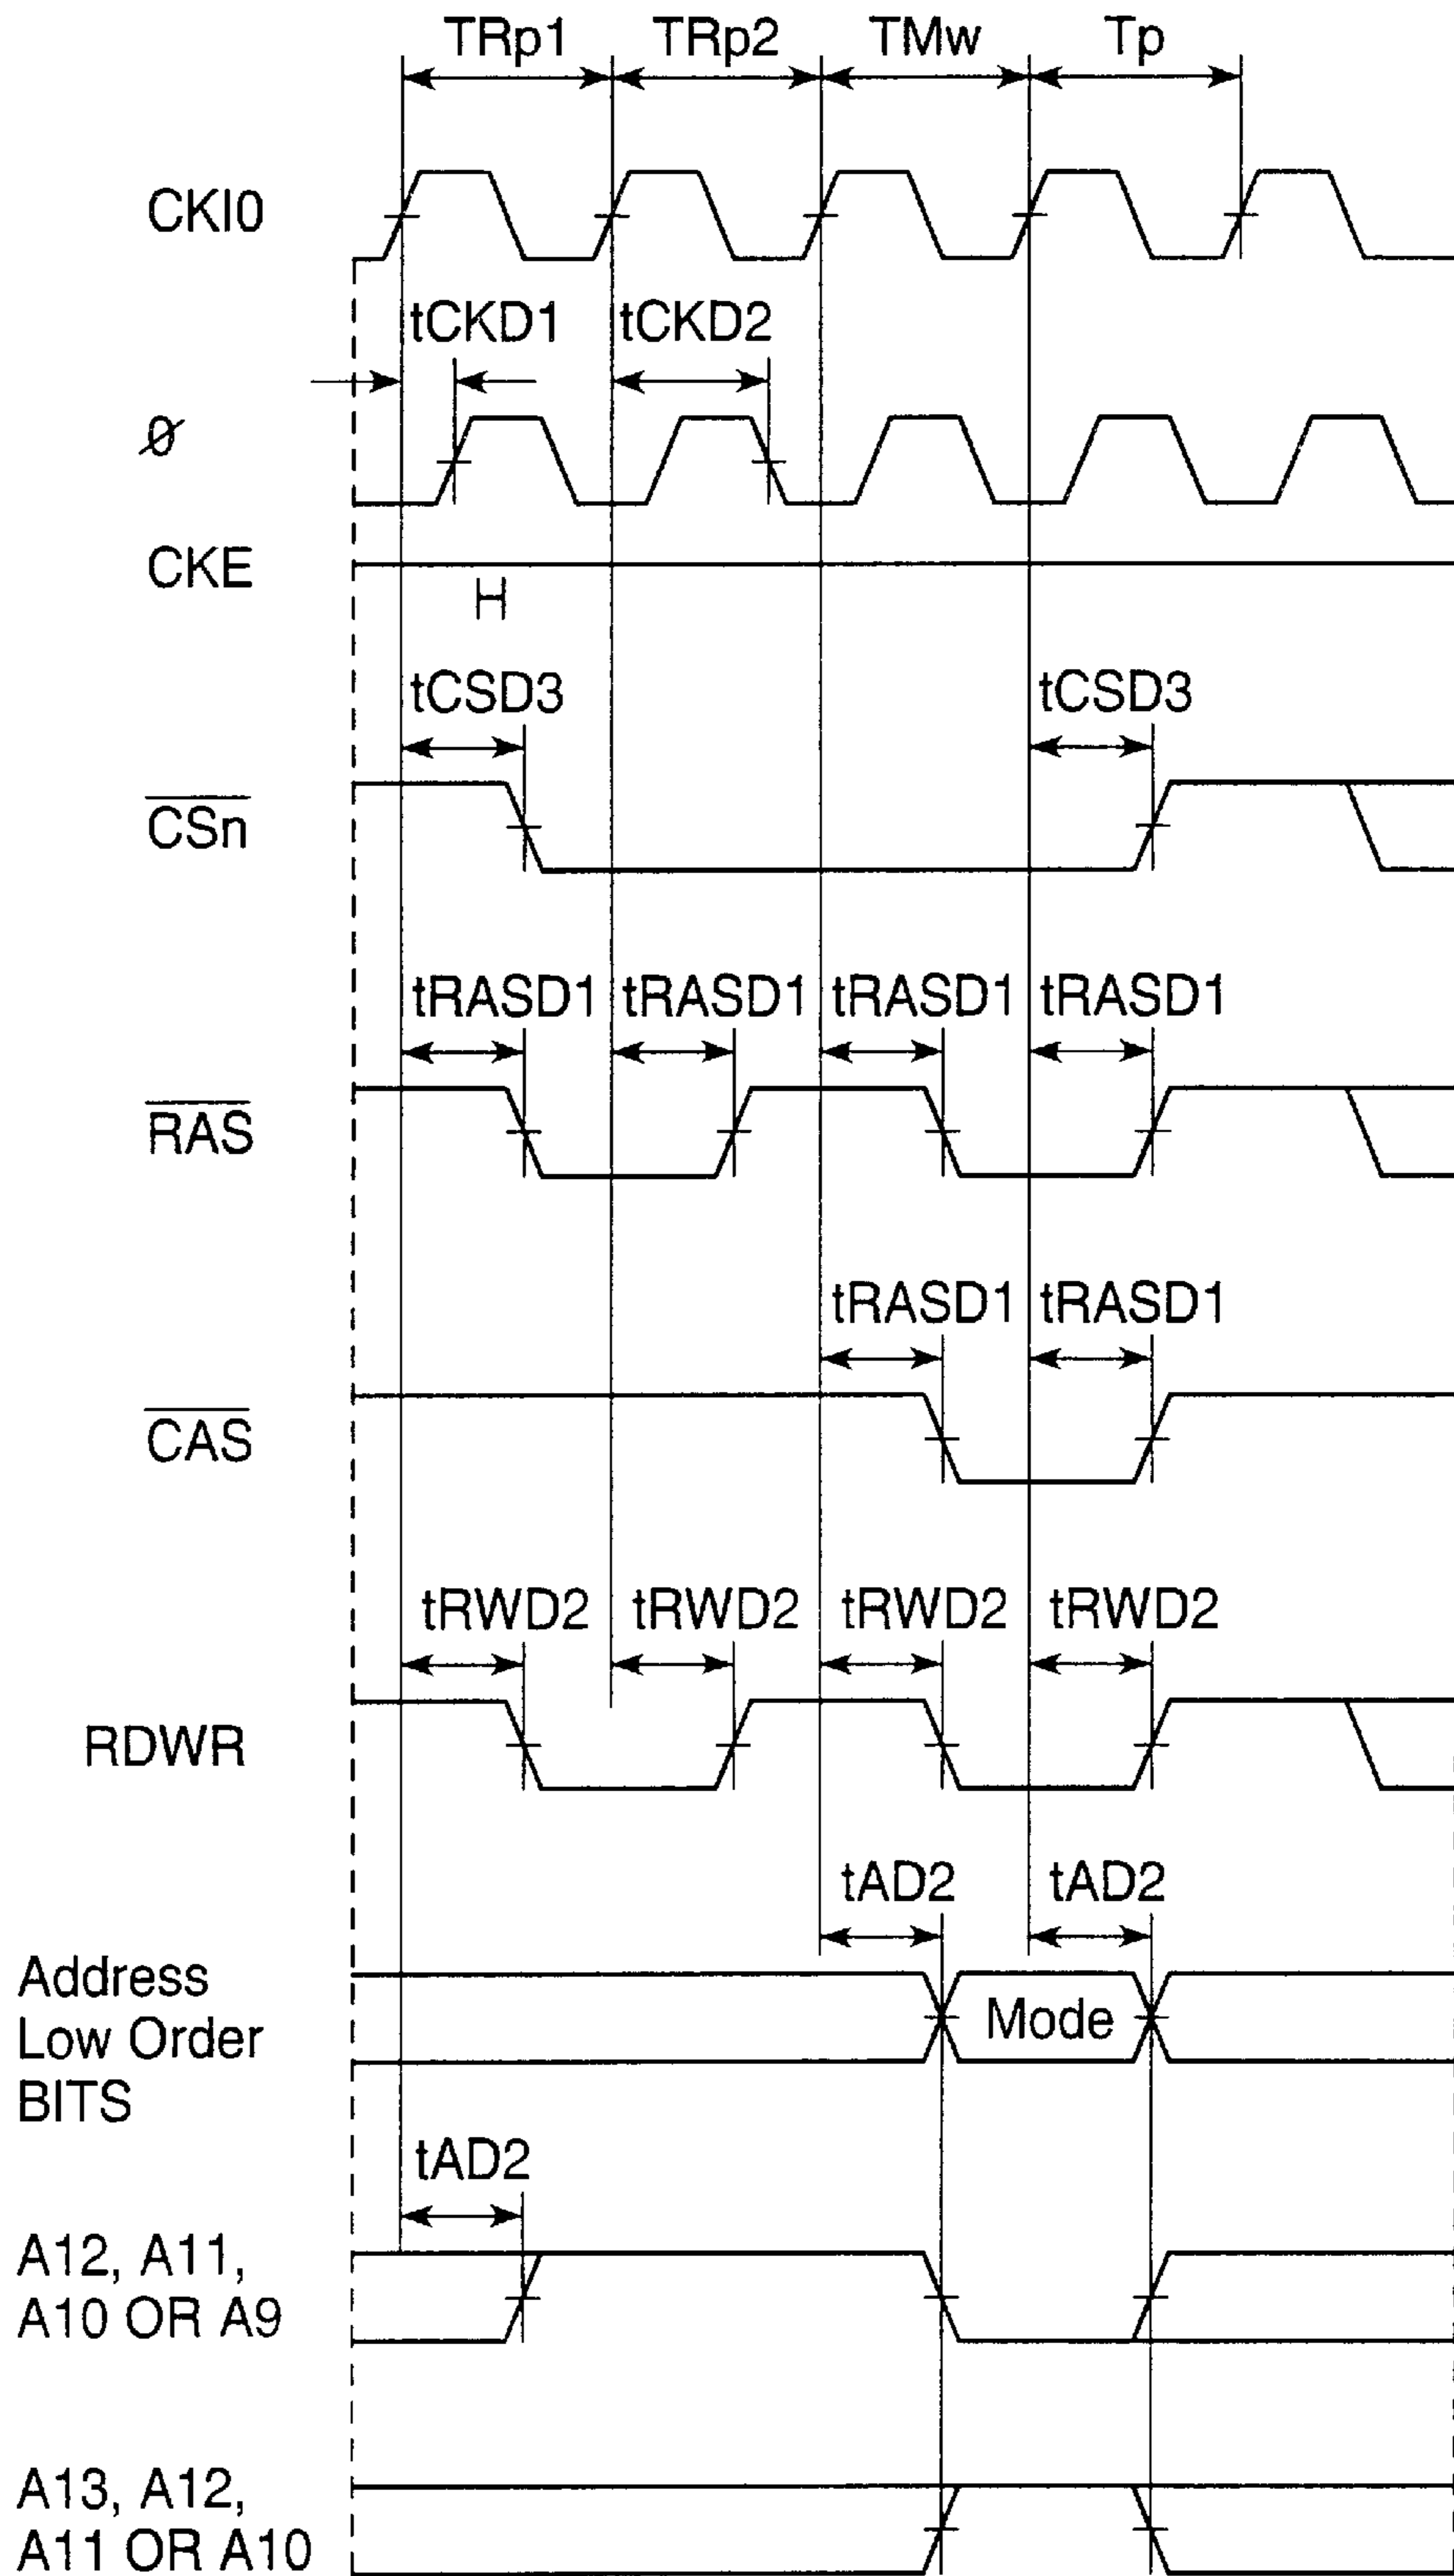 TRp1 TRp2 TMw Tp
CKI0
tCKD1 tCKD2
Ø
CKE
H
tCSD3 tCSD3
CSn
tRASD1 tRASD1 tRASD1 tRASD1
RAS
tRASD1 tRASD1
CAS
tRWD2 tRWD2 tRWD2 tRWD2
RDWR
tAD2 tAD2
Address
Low Order Mode
BITS
tAD2
A12, A11,
A10 OR A9
A13, A12,
A11 OR A10